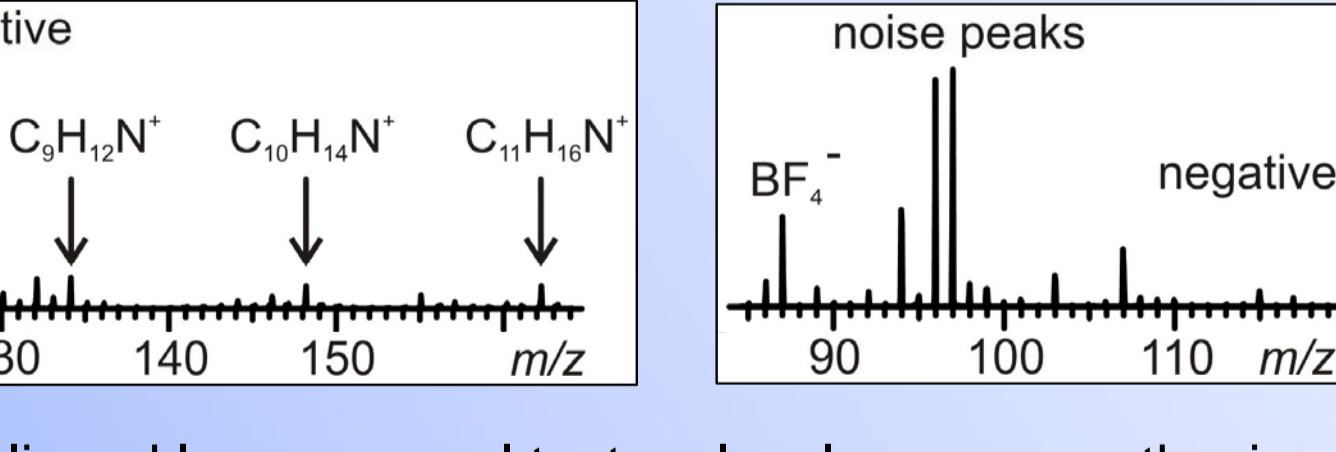 tive
C₉H₁₂N⁺ C₁₀H₁₄N⁺ C₁₁H₁₆N⁺
140 150 m/z
noise peaks
BF₄⁻
negative
90 100 110 m/z